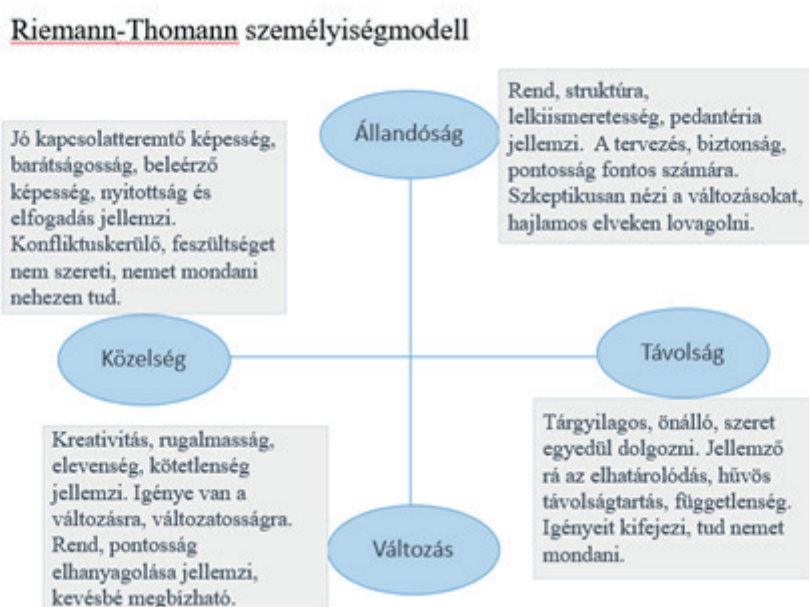 Riemann-Thomann személyiségmodell
Állandóság
Rend, struktúra,
lelkiismeretesség, pedantéria
jellemzi. A tervezés, biztonság,
pontosság fontos számára.
Szkeptikusan nézi a változásokat,
hajlamos elveken lovagolni.
Jó kapcsolatteremtő képesség,
barátságosság, beleérző
képesség, nyitottság és
elfogadás jellemzi.
Konfliktuskerülő, feszültséget
nem szereti, nemet mondani
nehezen tud.
Közelség
Távolság
Tárgyilagos, önálló, szeret
egyedül dolgozni. Jellemző
rá az elhatárolódás, hűvös
távolságtartás, függetlenség.
Igényeit kifejezi, tud nemet
mondani.
Kreativitás, rugalmasság,
elevenség, kötetlenség
jellemzi. Igénye van a
változásra, változatosságra.
Rend, pontosság
elhanyagolása jellemzi,
kevésbé megbízható.
Változás